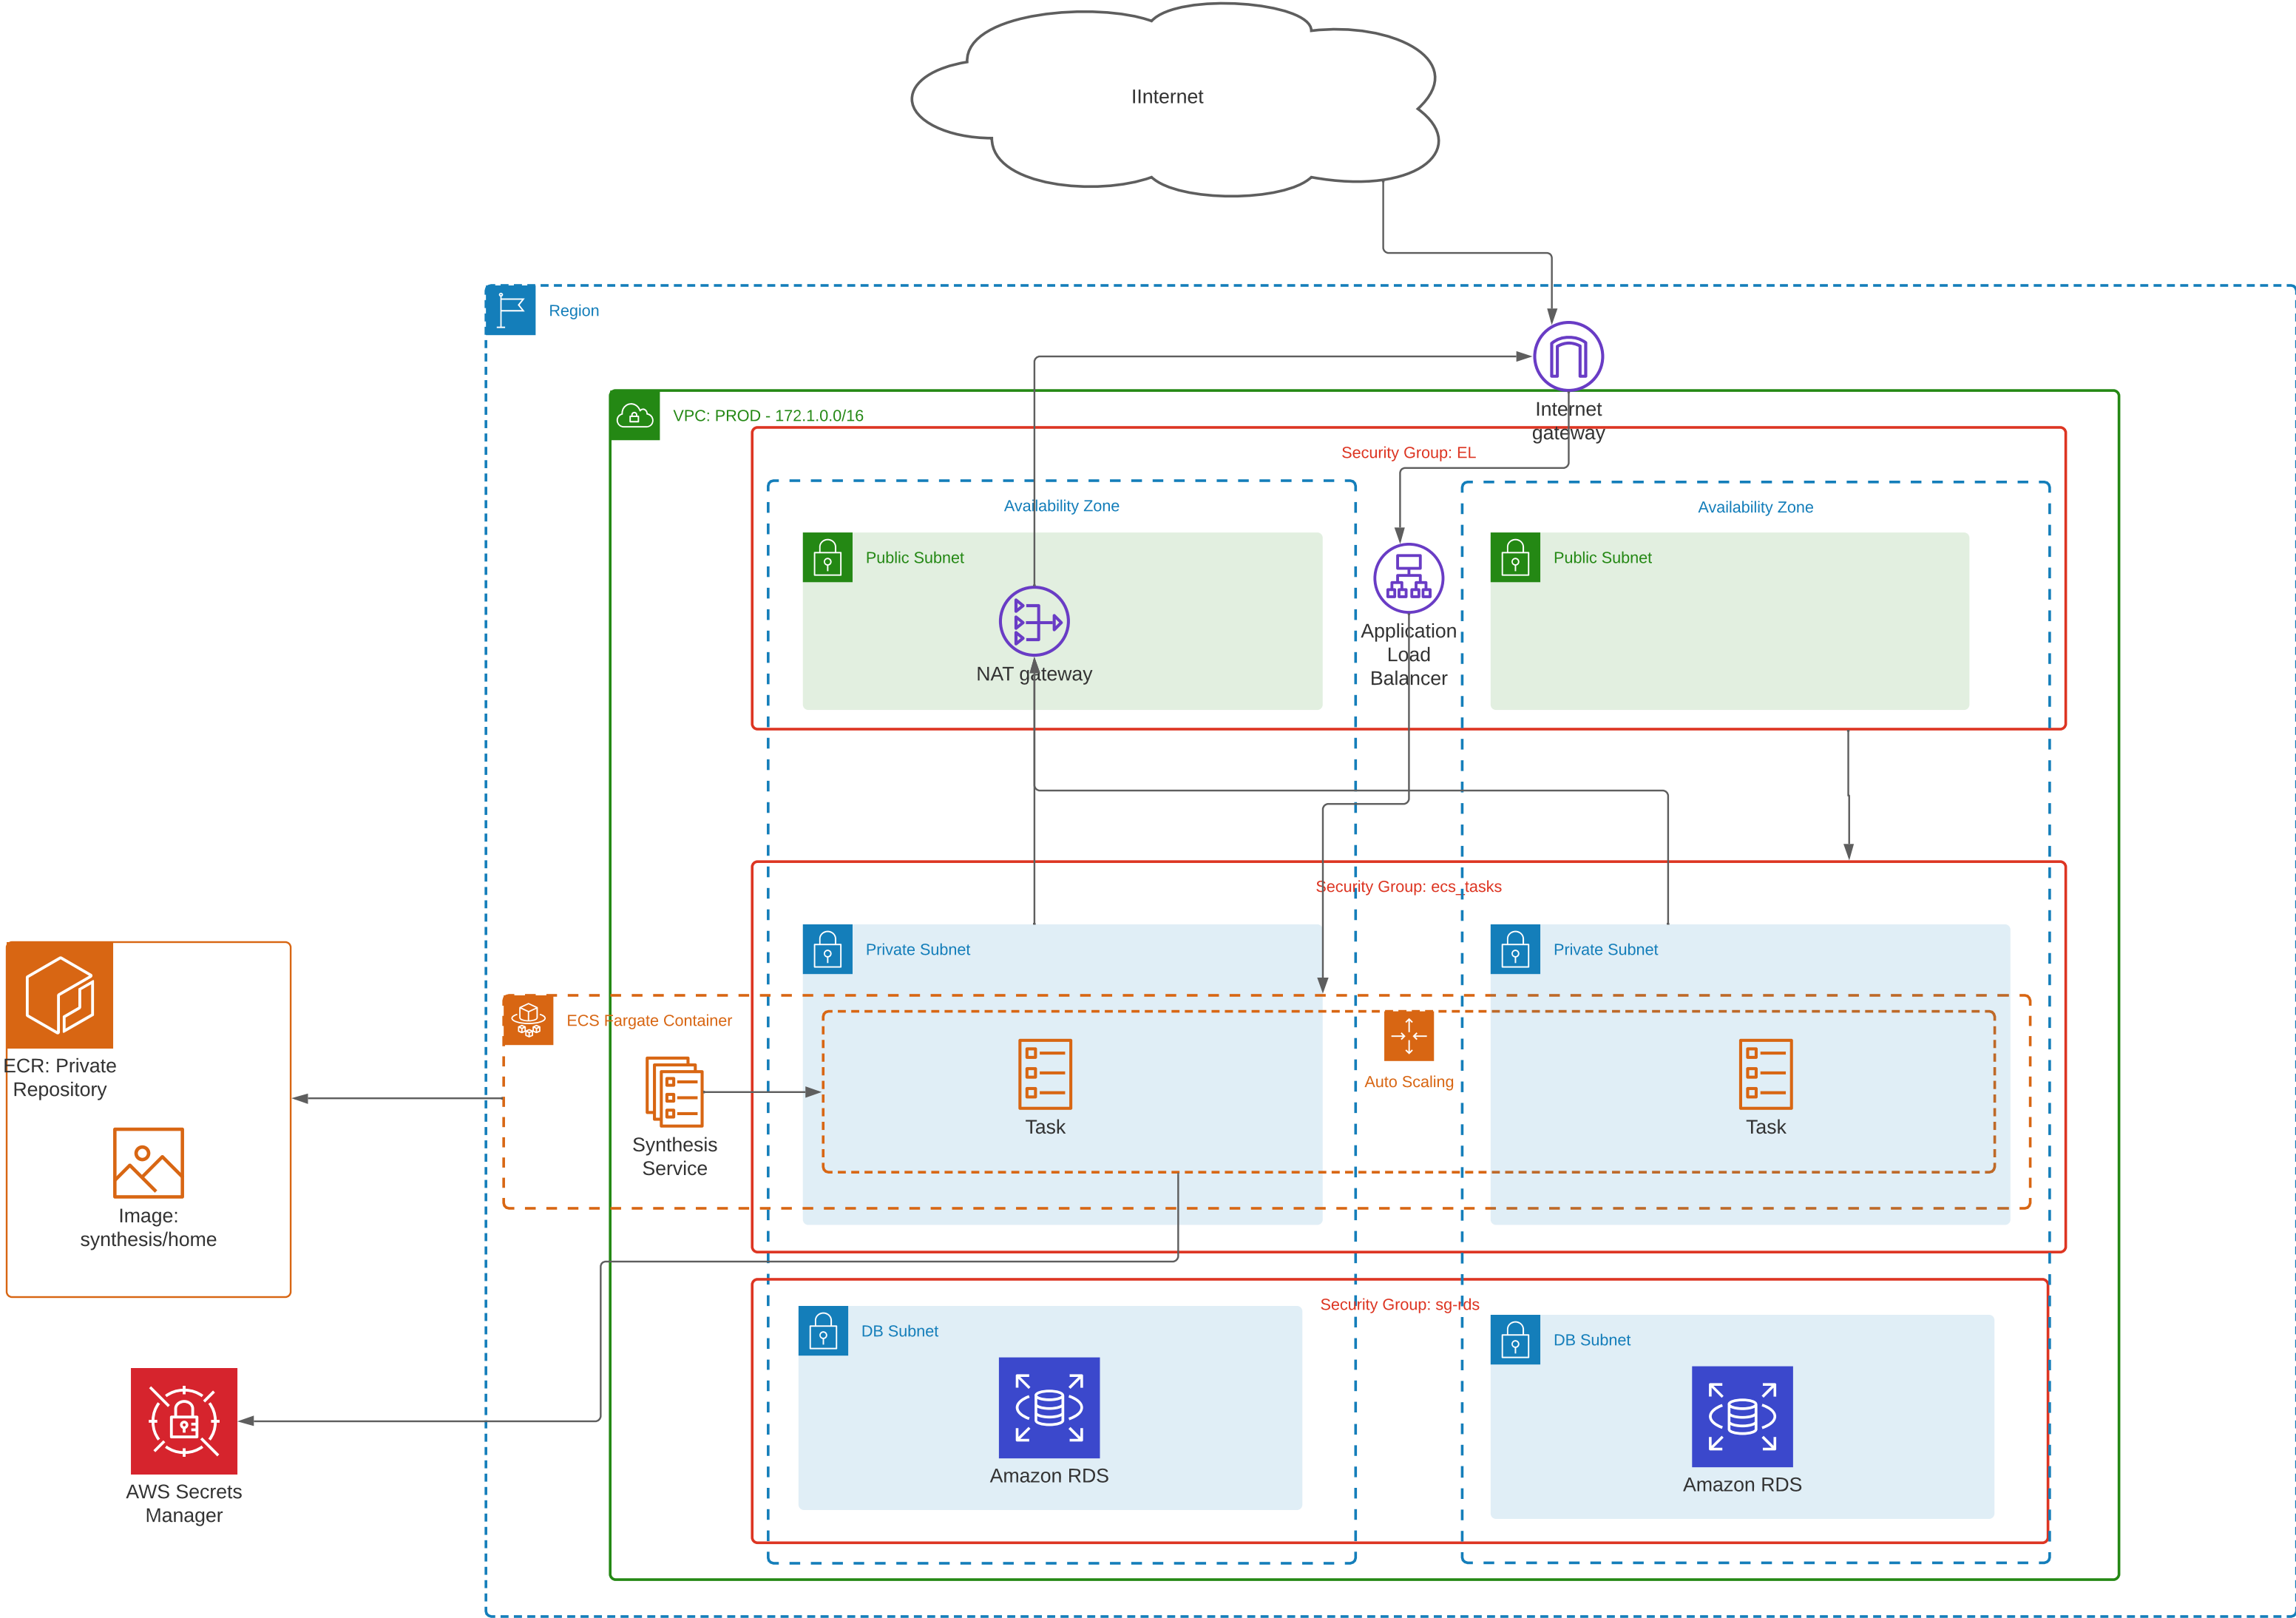 IInternet
Region
Internet
gateway
VPC: PROD - 172.1.0.0/16
Security Group: EL
Availability Zone
Availability Zone
Public Subnet
Public Subnet
NAT gateway
Application
Load
Balancer
Security Group: ecs_tasks
Private Subnet
Private Subnet
ECS Fargate Container
ECR: Private
Repository
Auto Scaling
Synthesis
Service
Task
Task
Image:
synthesis/home
Security Group: sg-rds
DB Subnet
DB Subnet
Amazon RDS
Amazon RDS
AWS Secrets
Manager